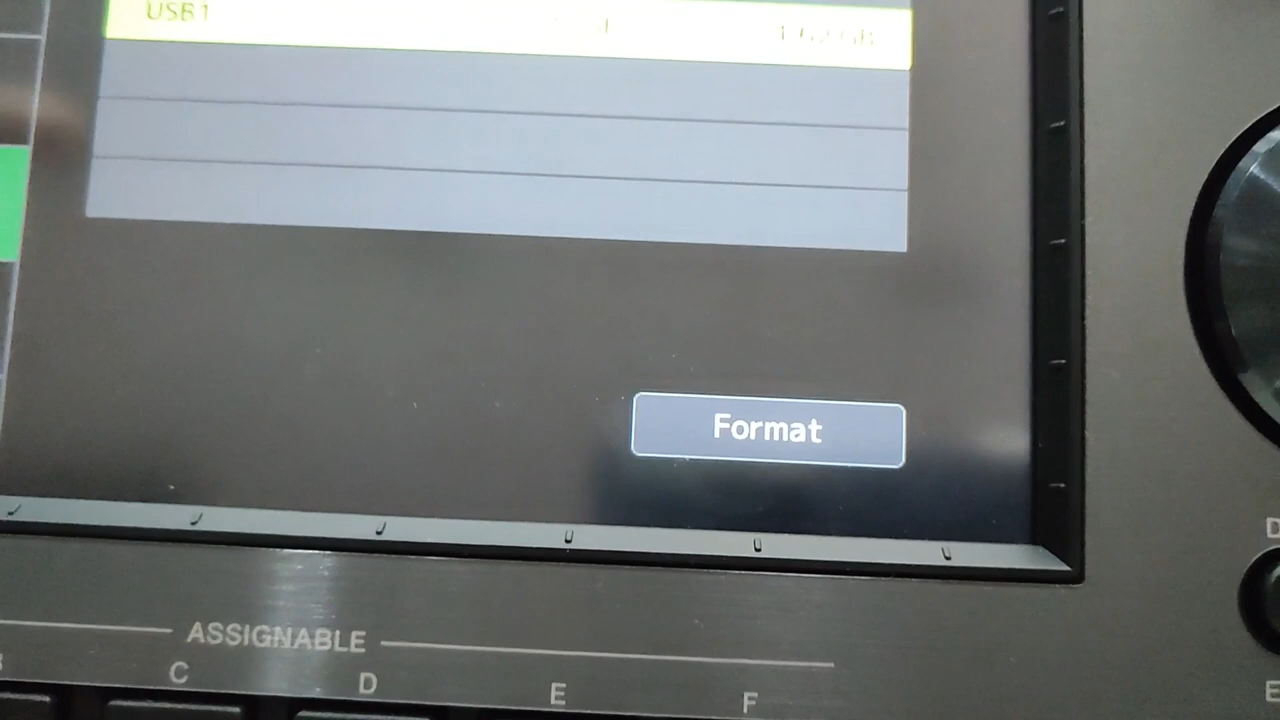 USB1
Format
ASSIGNABLE
C D E F
D
E